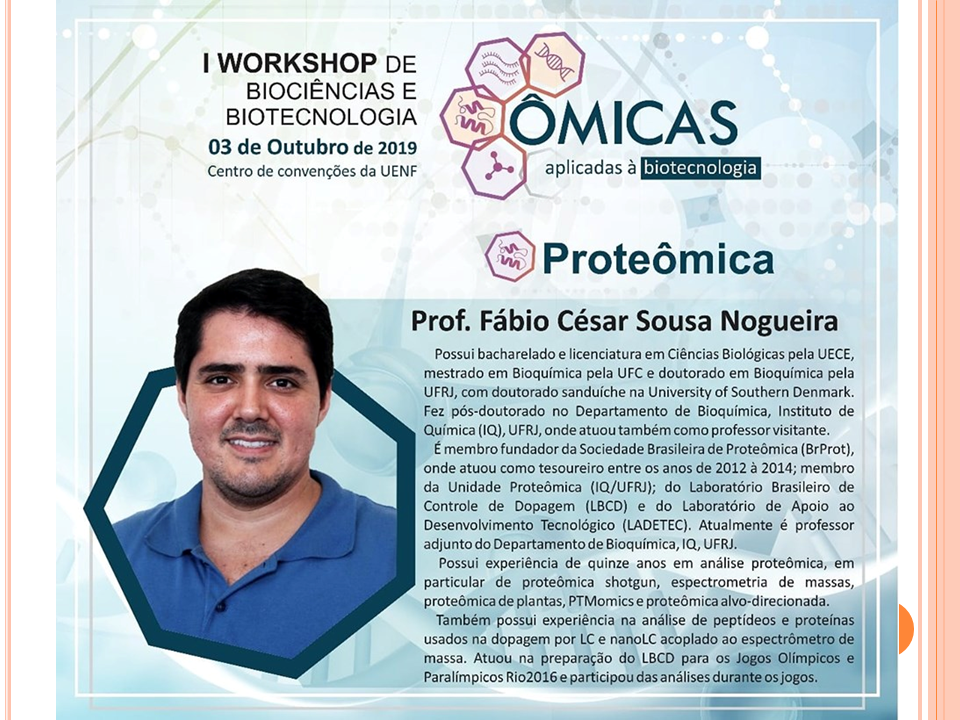 I WORKSHOP DE
BIOCIÊNCIAS E
BIOTECNOLOGIA
03 de Outubro de 2019
Centro de convenções da UENF
ÔMICAS
aplicadas à biotecnologia
Proteômica
Prof. Fábio César Sousa Nogueira
Possui bacharelado e licenciatura em Ciências Biológicas pela UECE,
mestrado em Bioquímica pela UFC e doutorado em Bioquímica pela
UFRJ, com doutorado sanduíche na University of Southern Denmark.
Fez pós-doutorado no Departamento de Bioquímica, Instituto de
Química (IQ), UFRJ, onde atuou também como professor visitante.
É membro fundador da Sociedade Brasileira de Proteômica (BrProt),
onde atuou como tesoureiro entre os anos de 2012 à 2014; membro
da Unidade Proteômica (IQ/UFRJ); do Laboratório Brasileiro de
Controle de Dopagem (LBCD) e do Laboratório de Apoio ao
Desenvolvimento Tecnológico (LADETEC). Atualmente é professor
adjunto do Departamento de Bioquímica, IQ, UFRJ.
Possui experiência de quinze anos em análise proteômica, em
particular de proteômica shotgun, espectrometria de massas,
proteômica de plantas, PTMomics e proteômica alvo-direcionada.
Também possui experiência na análise de peptídeos e proteínas
usados na dopagem por LC e nanoLC acoplado ao espectrômetro de
massa. Atuou na preparação do LBCD para os Jogos Olímpicos e
Paralímpicos Rio2016 e participou das análises durante os jogos.